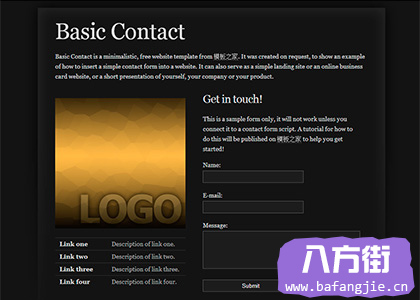 Basic Contact
Basic Contact is a minimalistic, free website template from 模板之家. It was created on request, to show an example
of how to insert a simple contact form into a website. It can also serve as a simple landing site or an online business
card website, or a short presentation of yourself, your company or your product.
LOGO
Link one Description of link one.
Link two Description of link two.
Link three Description of link three.
Link four Description of link four.
Get in touch!
This is a sample form only, it will not work unless you
connect it to a contact form script. A tutorial for how to
do this will be published on 模板之家 to help you get
started!
Name:
E-mail:
Message:
Submit
八方街
www.bafangjie.cn